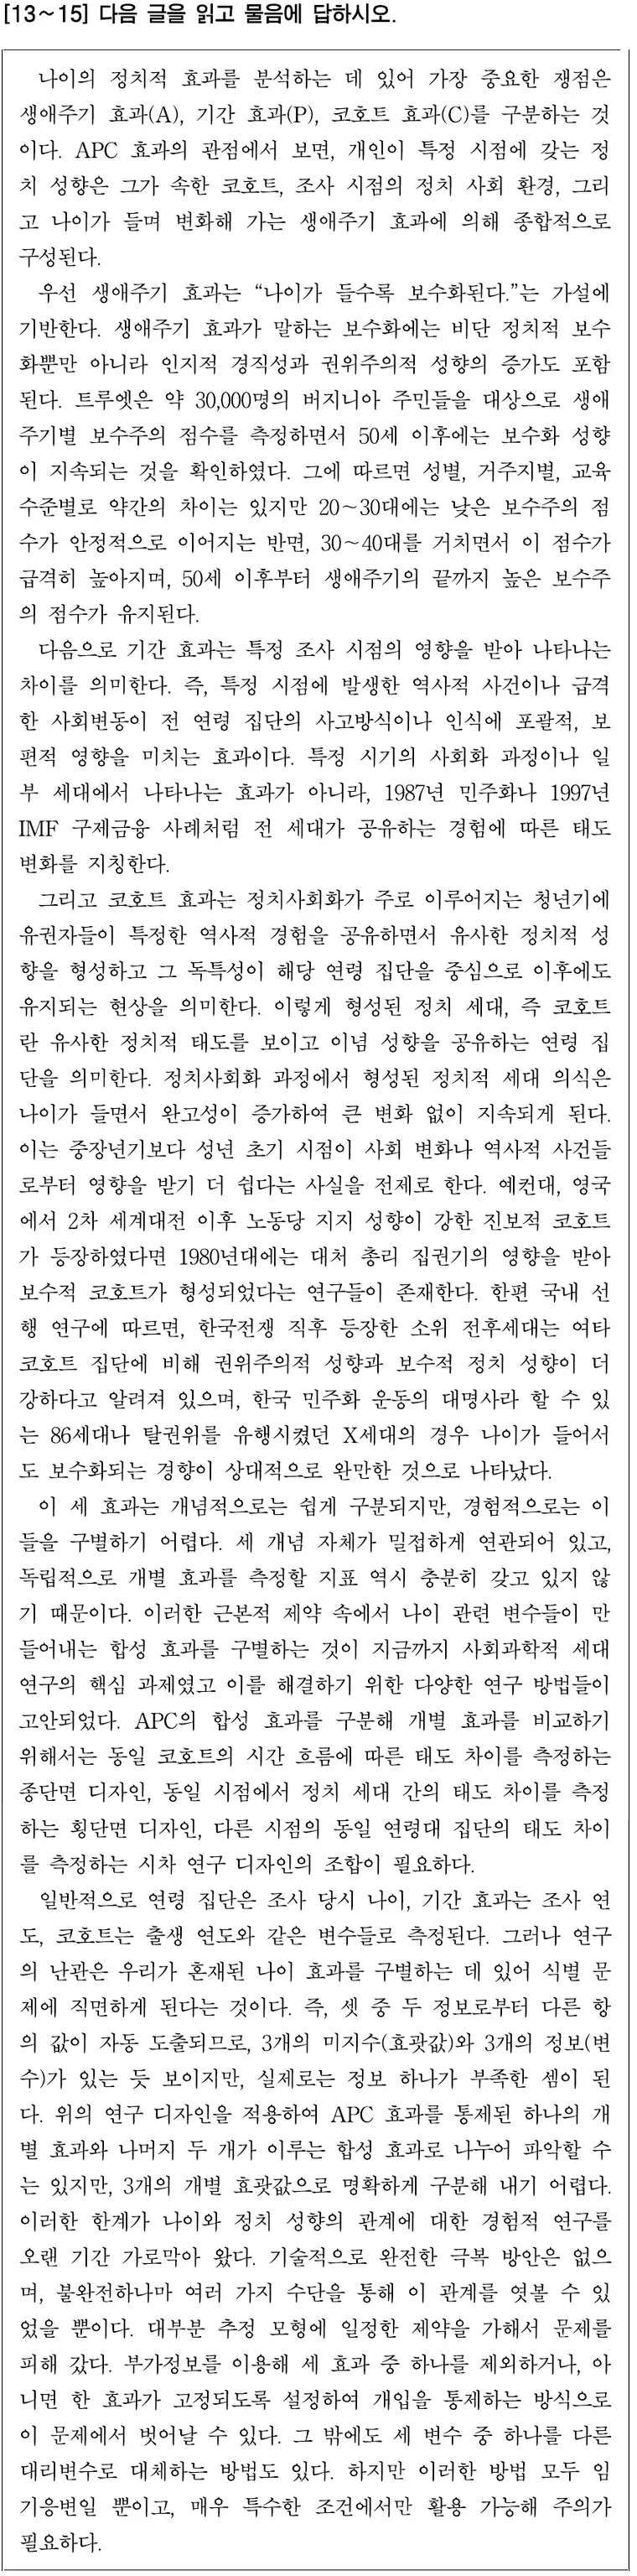 [13～15] 다음 글을 읽고 물음에 답하시오.
나이의 정치적 효과를 분석하는 데 있어 가장 중요한 쟁점은
생애주기 효과(A), 기간 효과(P), 코호트 효과(C)를 구분하는 것
이다. APC 효과의 관점에서 보면, 개인이 특정 시점에 갖는 정
치 성향은 그가 속한 코호트, 조사 시점의 정치 사회 환경, 그리
고 나이가 들며 변화해 가는 생애주기 효과에 의해 종합적으로
구성된다.
우선 생애주기 효과는 “나이가 들수록 보수화된다.”는 가설에
기반한다. 생애주기 효과가 말하는 보수화에는 비단 정치적 보수
화뿐만 아니라 인지적 경직성과 권위주의적 성향의 증가도 포함
된다. 트루엣은 약 30,000명의 버지니아 주민들을 대상으로 생애
주기별 보수주의 점수를 측정하면서 50세 이후에는 보수화 성향
이 지속되는 것을 확인하였다. 그에 따르면 성별, 거주지별, 교육
수준별로 약간의 차이는 있지만 20～30대에는 낮은 보수주의 점
수가 안정적으로 이어지는 반면, 30～40대를 거치면서 이 점수가
급격히 높아지며, 50세 이후부터 생애주기의 끝까지 높은 보수주
의 점수가 유지된다.
다음으로 기간 효과는 특정 조사 시점의 영향을 받아 나타나는
차이를 의미한다. 즉, 특정 시점에 발생한 역사적 사건이나 급격
한 사회변동이 전 연령 집단의 사고방식이나 인식에 포괄적, 보
편적 영향을 미치는 효과이다. 특정 시기의 사회화 과정이나 일
부 세대에서 나타나는 효과가 아니라, 1987년 민주화나 1997년
IMF 구제금융 사례처럼 전 세대가 공유하는 경험에 따른 태도
변화를 지칭한다.
그리고 코호트 효과는 정치사회화가 주로 이루어지는 청년기에
유권자들이 특정한 역사적 경험을 공유하면서 유사한 정치적 성
향을 형성하고 그 독특성이 해당 연령 집단을 중심으로 이후에도
유지되는 현상을 의미한다. 이렇게 형성된 정치 세대, 즉 코호트
란 유사한 정치적 태도를 보이고 이념 성향을 공유하는 연령 집
단을 의미한다. 정치사회화 과정에서 형성된 정치적 세대 의식은
나이가 들면서 완고성이 증가하여 큰 변화 없이 지속되게 된다.
이는 중장년기보다 성년 초기 시점이 사회 변화나 역사적 사건들
로부터 영향을 받기 더 쉽다는 사실을 전제로 한다. 예컨대, 영국
에서 2차 세계대전 이후 노동당 지지 성향이 강한 진보적 코호트
가 등장하였다면 1980년대에는 대처 총리 집권기의 영향을 받아
보수적 코호트가 형성되었다는 연구들이 존재한다. 한편 국내 선
행 연구에 따르면, 한국전쟁 직후 등장한 소위 전후세대는 여타
코호트 집단에 비해 권위주의적 성향과 보수적 정치 성향이 더
강하다고 알려져 있으며, 한국 민주화 운동의 대명사라 할 수 있
는 86세대나 탈권위를 유행시켰던 X세대의 경우 나이가 들어서
도 보수화되는 경향이 상대적으로 완만한 것으로 나타났다.
이 세 효과는 개념적으로는 쉽게 구분되지만, 경험적으로는 이
들을 구별하기 어렵다. 세 개념 자체가 밀접하게 연관되어 있고,
독립적으로 개별 효과를 측정할 지표 역시 충분히 갖고 있지 않
기 때문이다. 이러한 근본적 제약 속에서 나이 관련 변수들이 만
들어내는 합성 효과를 구별하는 것이 지금까지 사회과학적 세대
연구의 핵심 과제였고 이를 해결하기 위한 다양한 연구 방법들이
고안되었다. APC의 합성 효과를 구분해 개별 효과를 비교하기
위해서는 동일 코호트의 시간 흐름에 따른 태도 차이를 측정하는
종단면 디자인, 동일 시점에서 정치 세대 간의 태도 차이를 측정
하는 횡단면 디자인, 다른 시점의 동일 연령대 집단의 태도 차이
를 측정하는 시차 연구 디자인의 조합이 필요하다.
일반적으로 연령 집단은 조사 당시 나이, 기간 효과는 조사 연
도, 코호트는 출생 연도와 같은 변수들로 측정된다. 그러나 연구
의 난관은 우리가 혼재된 나이 효과를 구별하는 데 있어 식별 문
제에 직면하게 된다는 것이다. 즉, 셋 중 두 정보로부터 다른 항
의 값이 자동 도출되므로, 3개의 미지수(효괏값)와 3개의 정보(변
수)가 있는 듯 보이지만, 실제로는 정보 하나가 부족한 셈이 된
다. 위의 연구 디자인을 적용하여 APC 효과를 통제된 하나의 개
별 효과와 나머지 두 개가 이루는 합성 효과로 나누어 파악할 수
는 있지만, 3개의 개별 효괏값으로 명확하게 구분해 내기 어렵다.
이러한 한계가 나이와 정치 성향의 관계에 대한 경험적 연구를
오랜 기간 가로막아 왔다. 기술적으로 완전한 극복 방안은 없으
며, 불완전하나마 여러 가지 수단을 통해 이 관계를 엿볼 수 있
었을 뿐이다. 대부분 추정 모형에 일정한 제약을 가해서 문제를
피해 갔다. 부가정보를 이용해 세 효과 중 하나를 제외하거나, 아
니면 한 효과가 고정되도록 설정하여 개입을 통제하는 방식으로
이 문제에서 벗어날 수 있다. 그 밖에도 세 변수 중 하나를 다른
대리변수로 대체하는 방법도 있다. 하지만 이러한 방법 모두 임
기응변일 뿐이고, 매우 특수한 조건에서만 활용 가능해 주의가
필요하다.